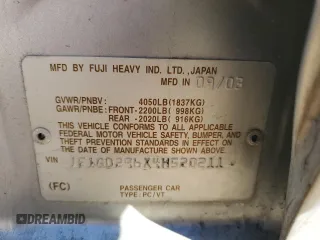 MFD BY FUJI HEAVY IND. LTD., JAPAN
MFD IN 09/03
GVWR/PNBV: 4050LB(1837KG)
GAWR/PNBE: FRONT-2200LB( 998KG)
REAR -2020LB( 916KG)
THIS VEHICLE CONFORMS TO ALL APPLICABLE
FEDERAL MOTOR VEHICLE SAFETY, BUMPER, AND
THEFT PREVENTION STANDARDS IN EFFECT ON
THE DATE OF MANUFACTURE SHOWN ABOVE.
VIN
(FC)
PASSENGER CAR
TYPE: PC/VT
©AUTOBIDMASTER